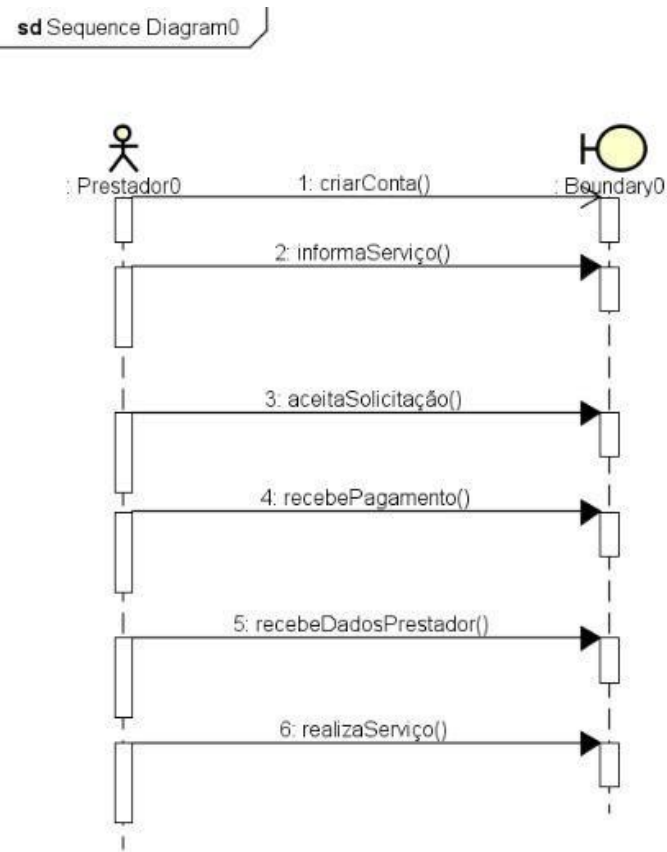 sd Sequence Diagram0
: Prestador0
1: criarConta()
: Boundary0
2: informaServiço()
3: aceitaSolicitação()
4: recebePagamento()
5: recebeDadosPrestador()
6: realizaServiço()